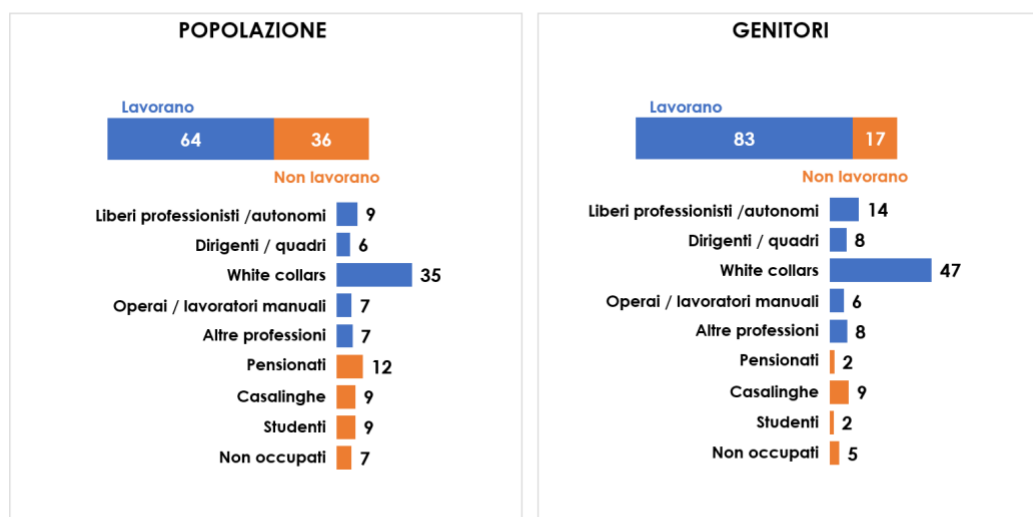 POPOLAZIONE
Lavorano
64 36
Non lavorano
Liberi professionisti /autonomi 9
Dirigenti / quadri 6
White collars 35
Operai / lavoratori manuali 7
Altre professioni 7
Pensionati 12
Casalinghe 9
Studenti 9
Non occupati 7
GENITORI
Lavorano
83 17
Non lavorano
Liberi professionisti /autonomi 14
Dirigenti / quadri 8
White collars 47
Operai / lavoratori manuali 6
Altre professioni 8
Pensionati 2
Casalinghe 9
Studenti 2
Non occupati 5